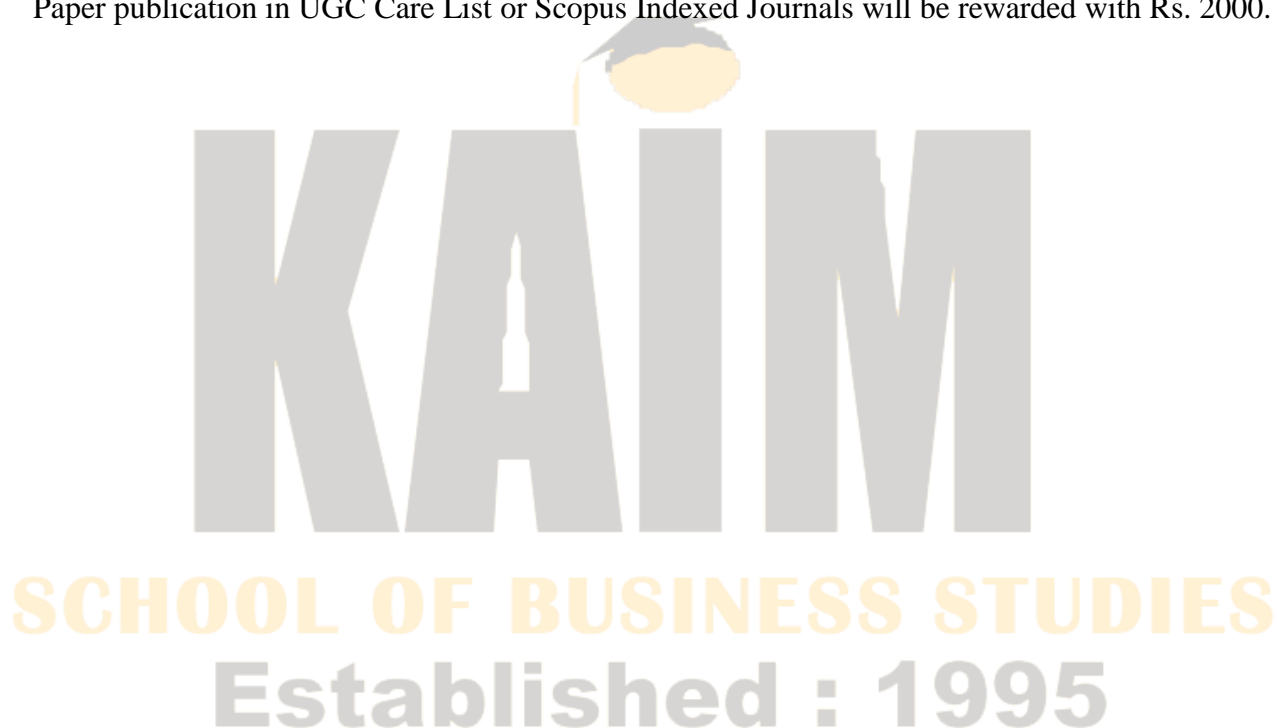 Paper publication in UGC Care List or Scopus Indexed Journals will be rewarded with Rs. 2000.
KAIM
SCHOOL OF BUSINESS STUDIES
Established : 1995